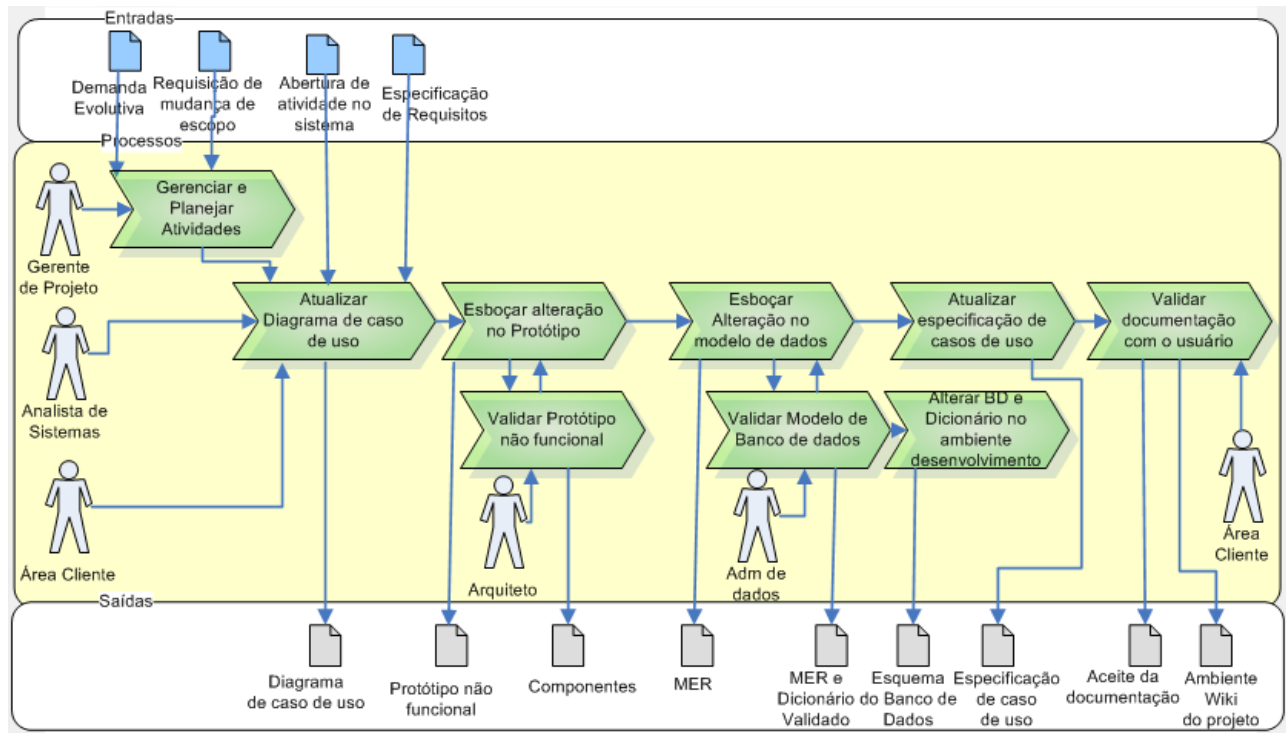 Entradas
Demanda
Evolutiva
Requisição de
mudança de
escopo
Abertura de
atividade no
sistema
Especificação
de Requisitos
Processos
Gerenciar e
Planejar
Atividades
Gerente
de Projeto
Atualizar
Diagrama de caso
de uso
Esboçar alteração
no Protótipo
Esboçar
Alteração no
modelo de dados
Atualizar
especificação de
casos de uso
Validar
documentação
com o usuário
Analista de
Sistemas
Validar Protótipo
não funcional
Validar Modelo de
Banco de dados
Alterar BD e
Dicionário no
ambiente
desenvolvimento
Área Cliente
Arquiteto
Adm de
dados
Área
Cliente
Saídas
Diagrama
de caso de uso
Protótipo não
funcional
Componentes
MER
MER e
Dicionário
Validado
Esquema
do Banco de
Dados
Especificação
de caso
de uso
Aceite da
documentação
Ambiente
Wiki
do projeto